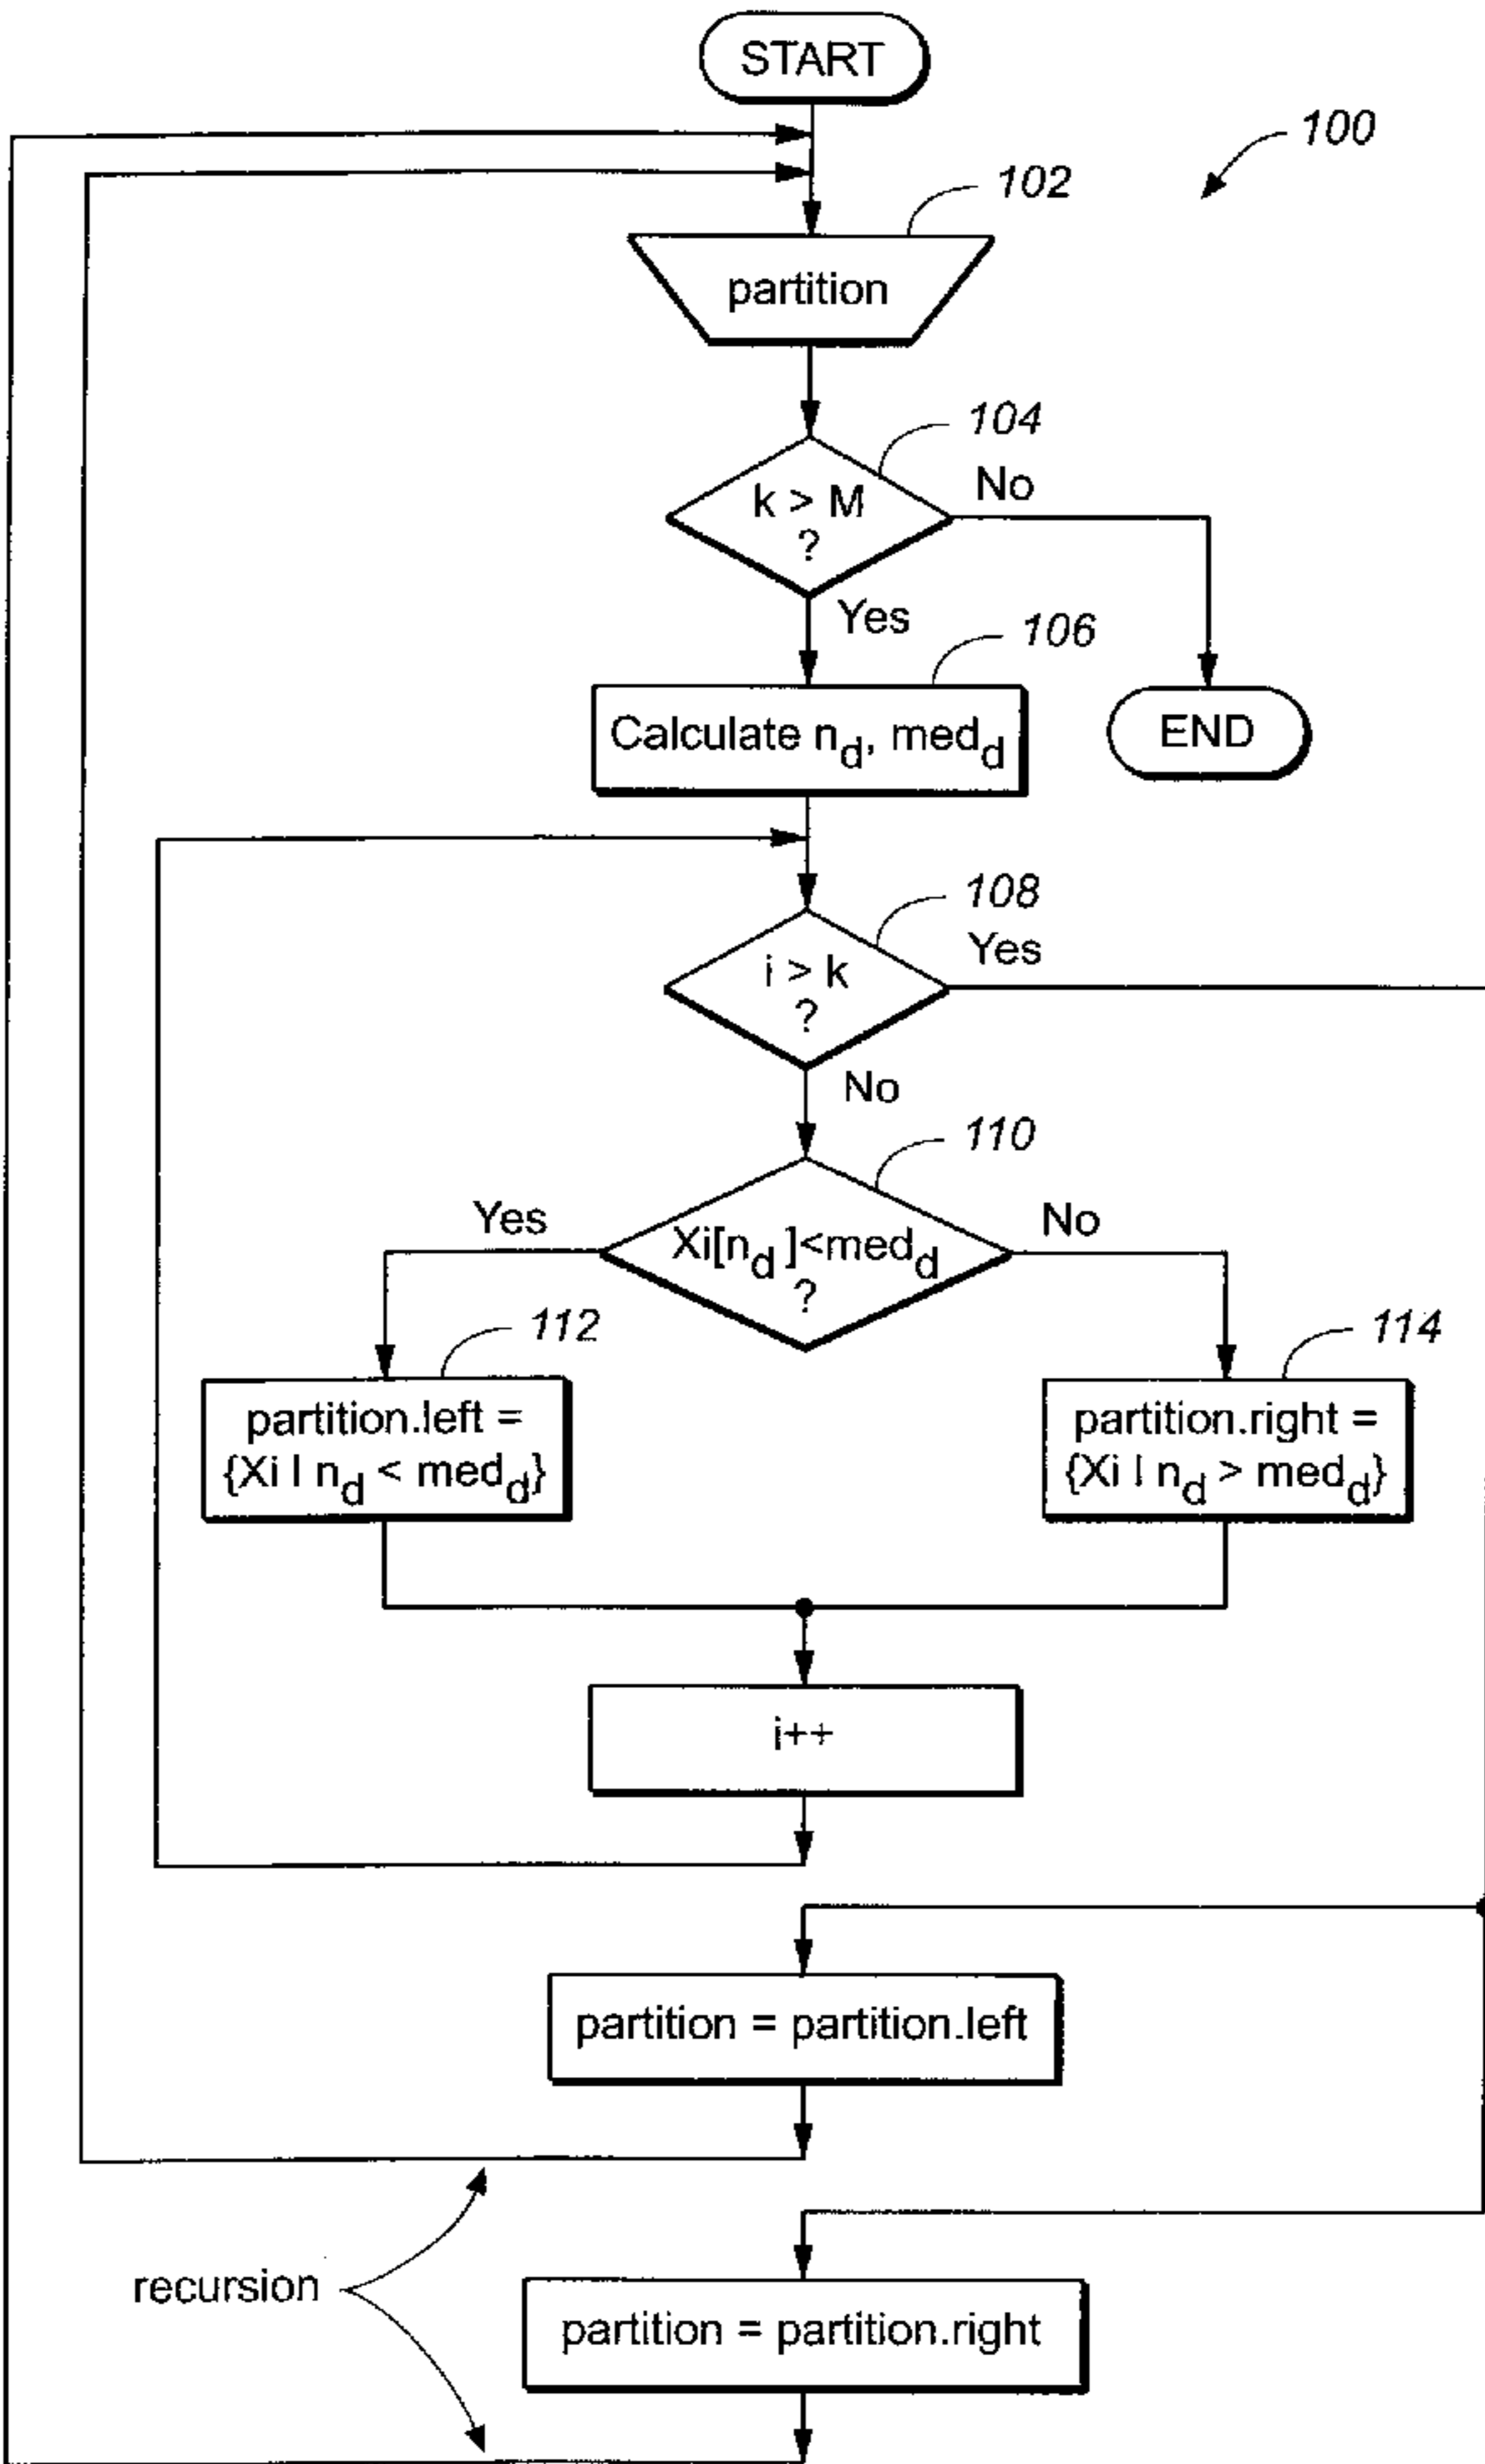 START
100
102
partition
104
k > M
?
No
Yes
106
Calculate n_d, med_d
END
108
i > k
?
Yes
No
110
Yes
Xi[n_d]<med_d
?
No
112
partition.left =
{Xi | n_d < med_d}
114
partition.right =
{Xi | n_d > med_d}
i++
partition = partition.left
recursion
partition = partition.right